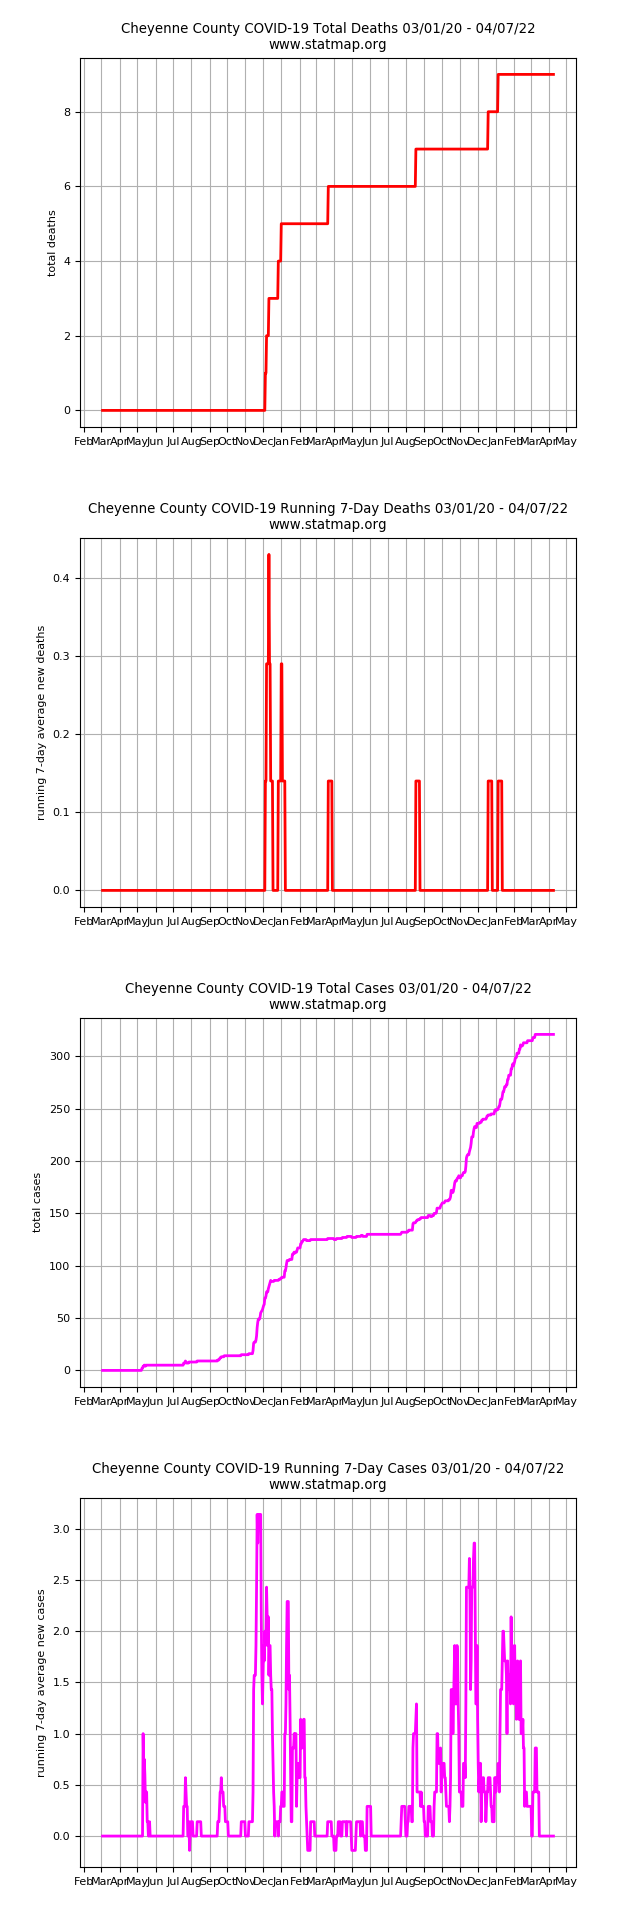 Cheyenne County COVID-19 Total Deaths 03/01/20 - 04/07/22
www.statmap.org
8
6
4
2
0
total deaths
Feb Mar Apr May Jun Jul Aug Sep Oct Nov Dec Jan Feb Mar Apr May Jun Jul Aug Sep Oct Nov Dec Jan Feb Mar Apr May
Cheyenne County COVID-19 Running 7-Day Deaths 03/01/20 - 04/07/22
www.statmap.org
0.4
0.3
0.2
0.1
0.0
running 7-day average new deaths
Feb Mar Apr May Jun Jul Aug Sep Oct Nov Dec Jan Feb Mar Apr May Jun Jul Aug Sep Oct Nov Dec Jan Feb Mar Apr May
Cheyenne County COVID-19 Total Cases 03/01/20 - 04/07/22
www.statmap.org
300
250
200
150
100
50
0
total cases
Feb Mar Apr May Jun Jul Aug Sep Oct Nov Dec Jan Feb Mar Apr May Jun Jul Aug Sep Oct Nov Dec Jan Feb Mar Apr May
Cheyenne County COVID-19 Running 7-Day Cases 03/01/20 - 04/07/22
www.statmap.org
3.0
2.5
2.0
1.5
1.0
0.5
0.0
running 7-day average new cases
Feb Mar Apr May Jun Jul Aug Sep Oct Nov Dec Jan Feb Mar Apr May Jun Jul Aug Sep Oct Nov Dec Jan Feb Mar Apr May